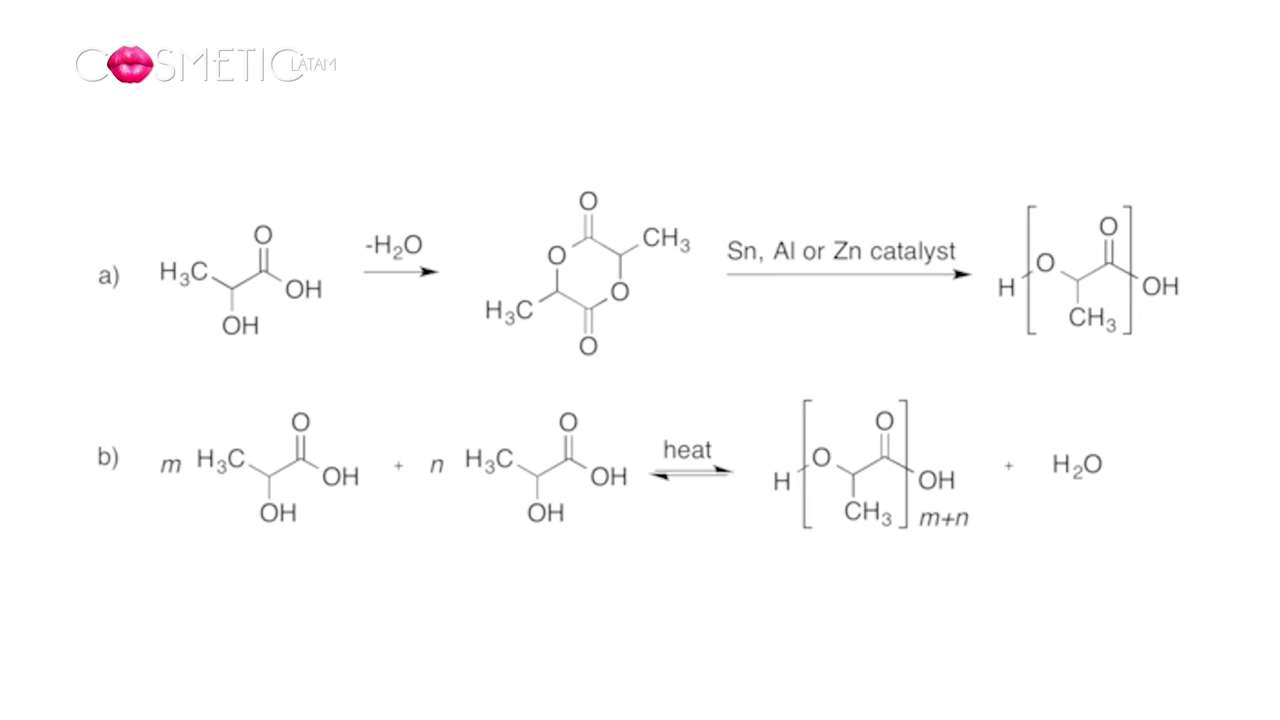 COSMETIC LATAM
a) H₃C O OH OH -H₂O O O CH₃ O H₃C O Sn, Al or Zn catalyst H O O CH₃ OH
b) m H₃C O OH OH + n H₃C O OH OH heat H O O CH₃ OH m+n + H₂O